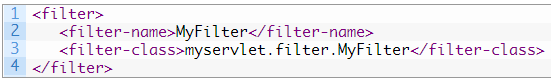 1 <filter>
2 <filter-name>MyFilter</filter-name>
3 <filter-class>myservlet.filter.MyFilter</filter-class>
4 </filter>